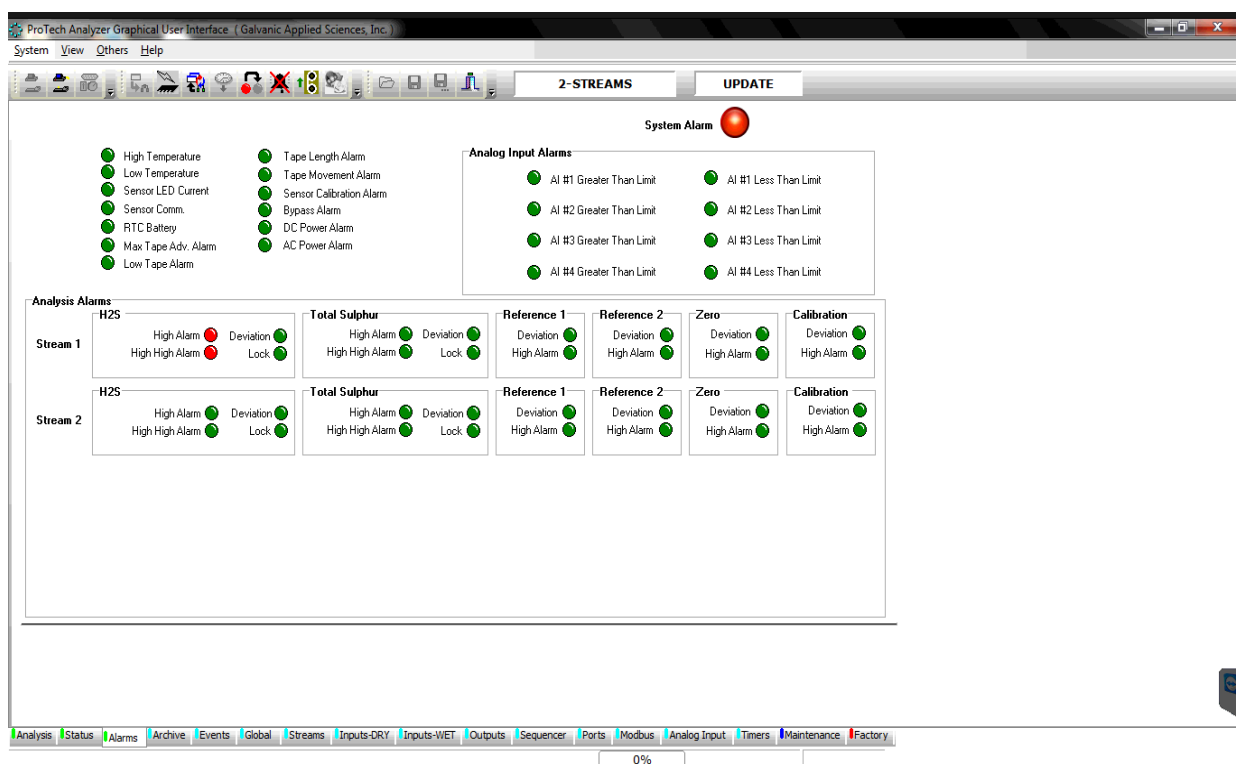 ProTech Analyzer Graphical User Interface ( Galvanic Applied Sciences, Inc. )
System View Others Help
2-STREAMS UPDATE
System Alarm
High Temperature
Low Temperature
Sensor LED Current
Sensor Comm.
RTC Battery
Max Tape Adv. Alarm
Low Tape Alarm
Tape Length Alarm
Tape Movement Alarm
Sensor Calibration Alarm
Bypass Alarm
DC Power Alarm
AC Power Alarm
Analog Input Alarms
AI #1 Greater Than Limit AI #1 Less Than Limit
AI #2 Greater Than Limit AI #2 Less Than Limit
AI #3 Greater Than Limit AI #3 Less Than Limit
AI #4 Greater Than Limit AI #4 Less Than Limit
Analysis Alarms
H2S Total Sulphur Reference 1 Reference 2 Zero Calibration
Stream 1
High Alarm Deviation High Alarm Deviation Deviation Deviation Deviation Deviation
High High Alarm Lock High High Alarm Lock High Alarm High Alarm High Alarm High Alarm
H2S Total Sulphur Reference 1 Reference 2 Zero Calibration
Stream 2
High Alarm Deviation High Alarm Deviation Deviation Deviation Deviation Deviation
High High Alarm Lock High High Alarm Lock High Alarm High Alarm High Alarm High Alarm
Analysis Status Alarms Archive Events Global Streams Inputs-DRY Inputs-WET Outputs Sequencer Ports Modbus Analog Input Timers Maintenance Factory
0%